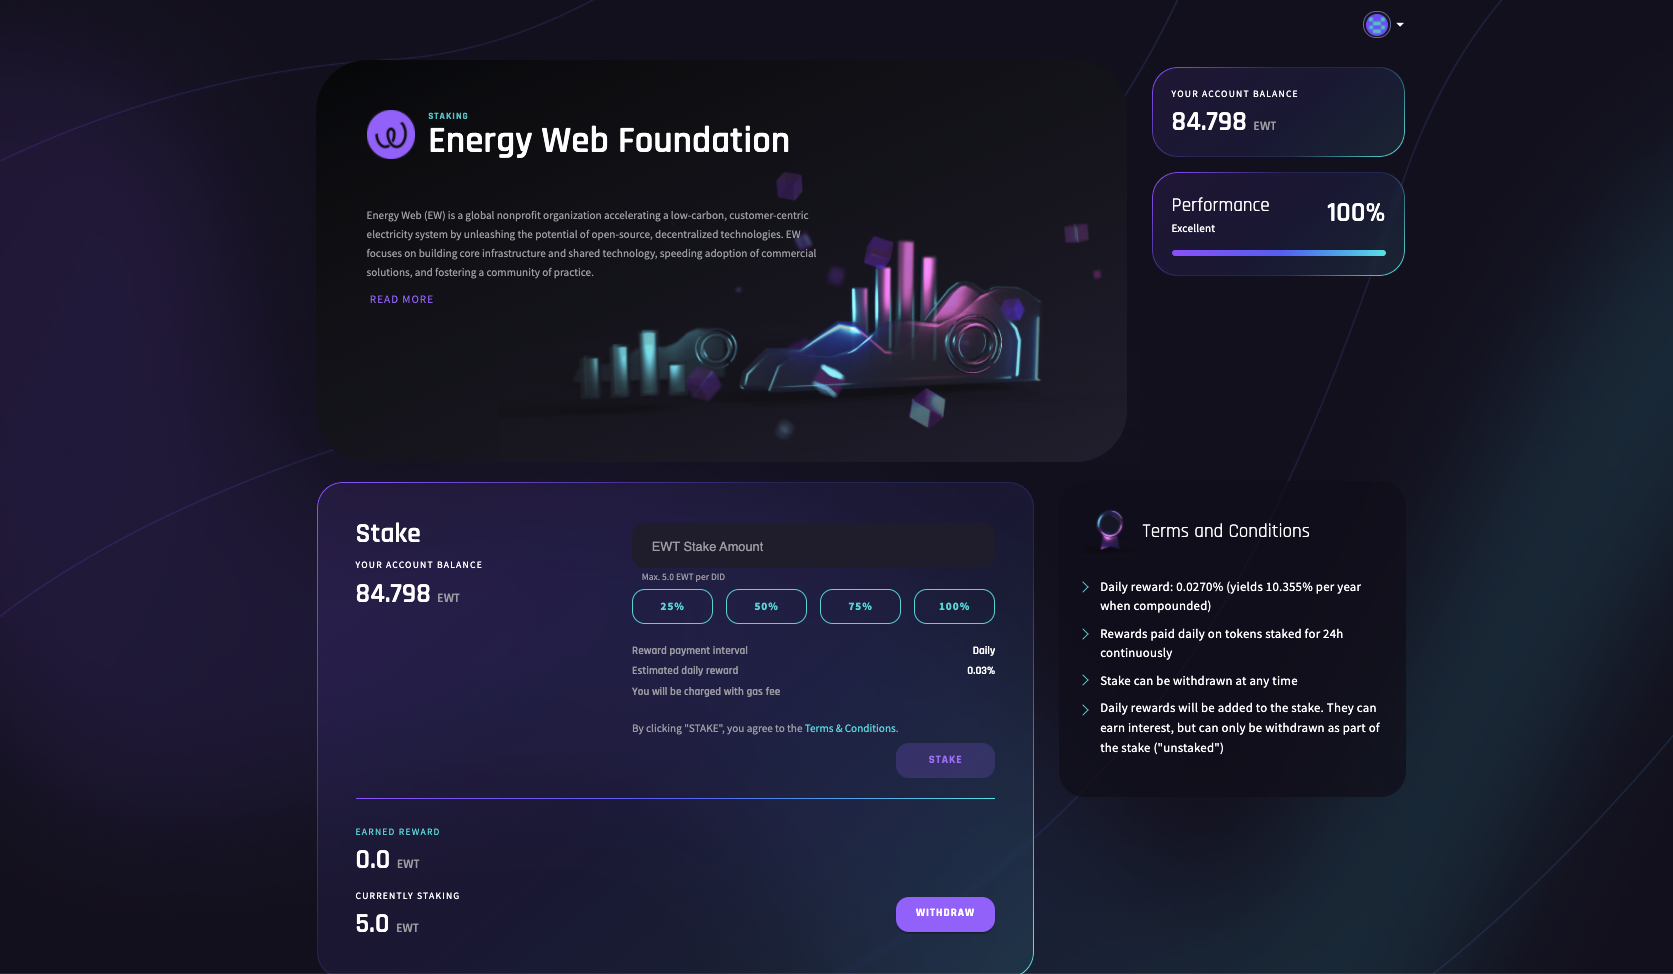 STAKING
Energy Web Foundation
Energy Web (EW) is a global nonprofit organization accelerating a low-carbon, customer-centric
electricity system by unleashing the potential of open-source, decentralized technologies. EW
focuses on building core infrastructure and shared technology, speeding adoption of commercial
solutions, and fostering a community of practice.
READ MORE
YOUR ACCOUNT BALANCE
84.798 EWT
Performance
Excellent
100%
Stake
YOUR ACCOUNT BALANCE
84.798 EWT
EWT Stake Amount
Max. 5.0 EWT per DID
25% 50% 75% 100%
Reward payment interval Daily
Estimated daily reward 0.03%
You will be charged with gas fee
By clicking "STAKE", you agree to the Terms & Conditions.
STAKE
EARNED REWARD
0.0 EWT
CURRENTLY STAKING
5.0 EWT
WITHDRAW
Terms and Conditions
Daily reward: 0.0270% (yields 10.355% per year
when compounded)
Rewards paid daily on tokens staked for 24h
continuously
Stake can be withdrawn at any time
Daily rewards will be added to the stake. They can
earn interest, but can only be withdrawn as part of
the stake ("unstaked")